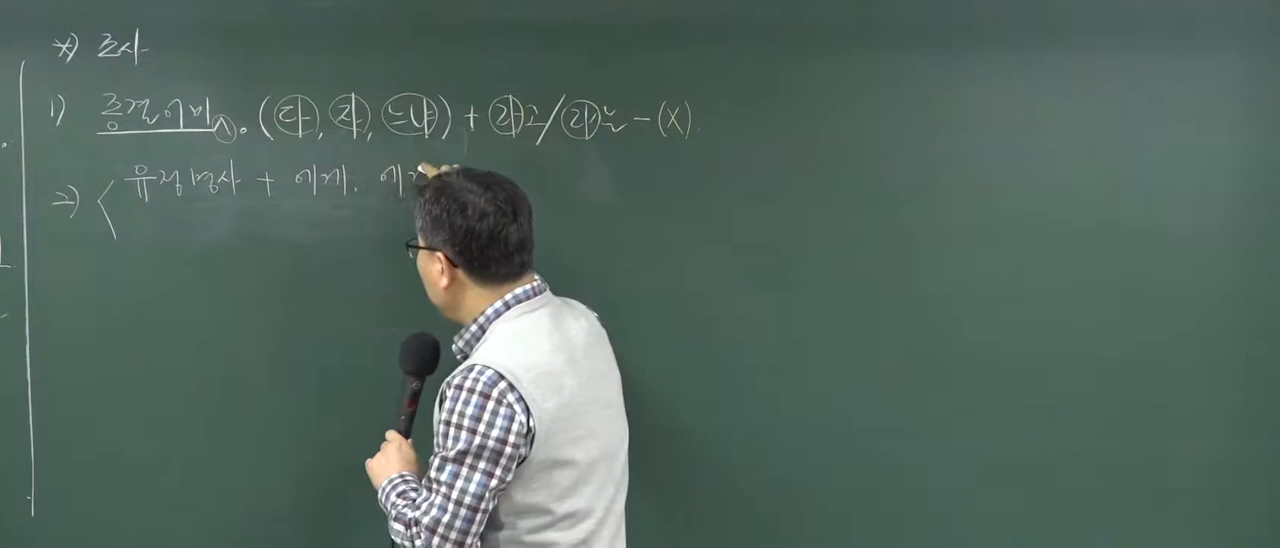 ※) 조사
1) 종결어미. (다, 자, 느냐) + 라고/라는 - (X).
2) < 유정명사 + 에게. 에게